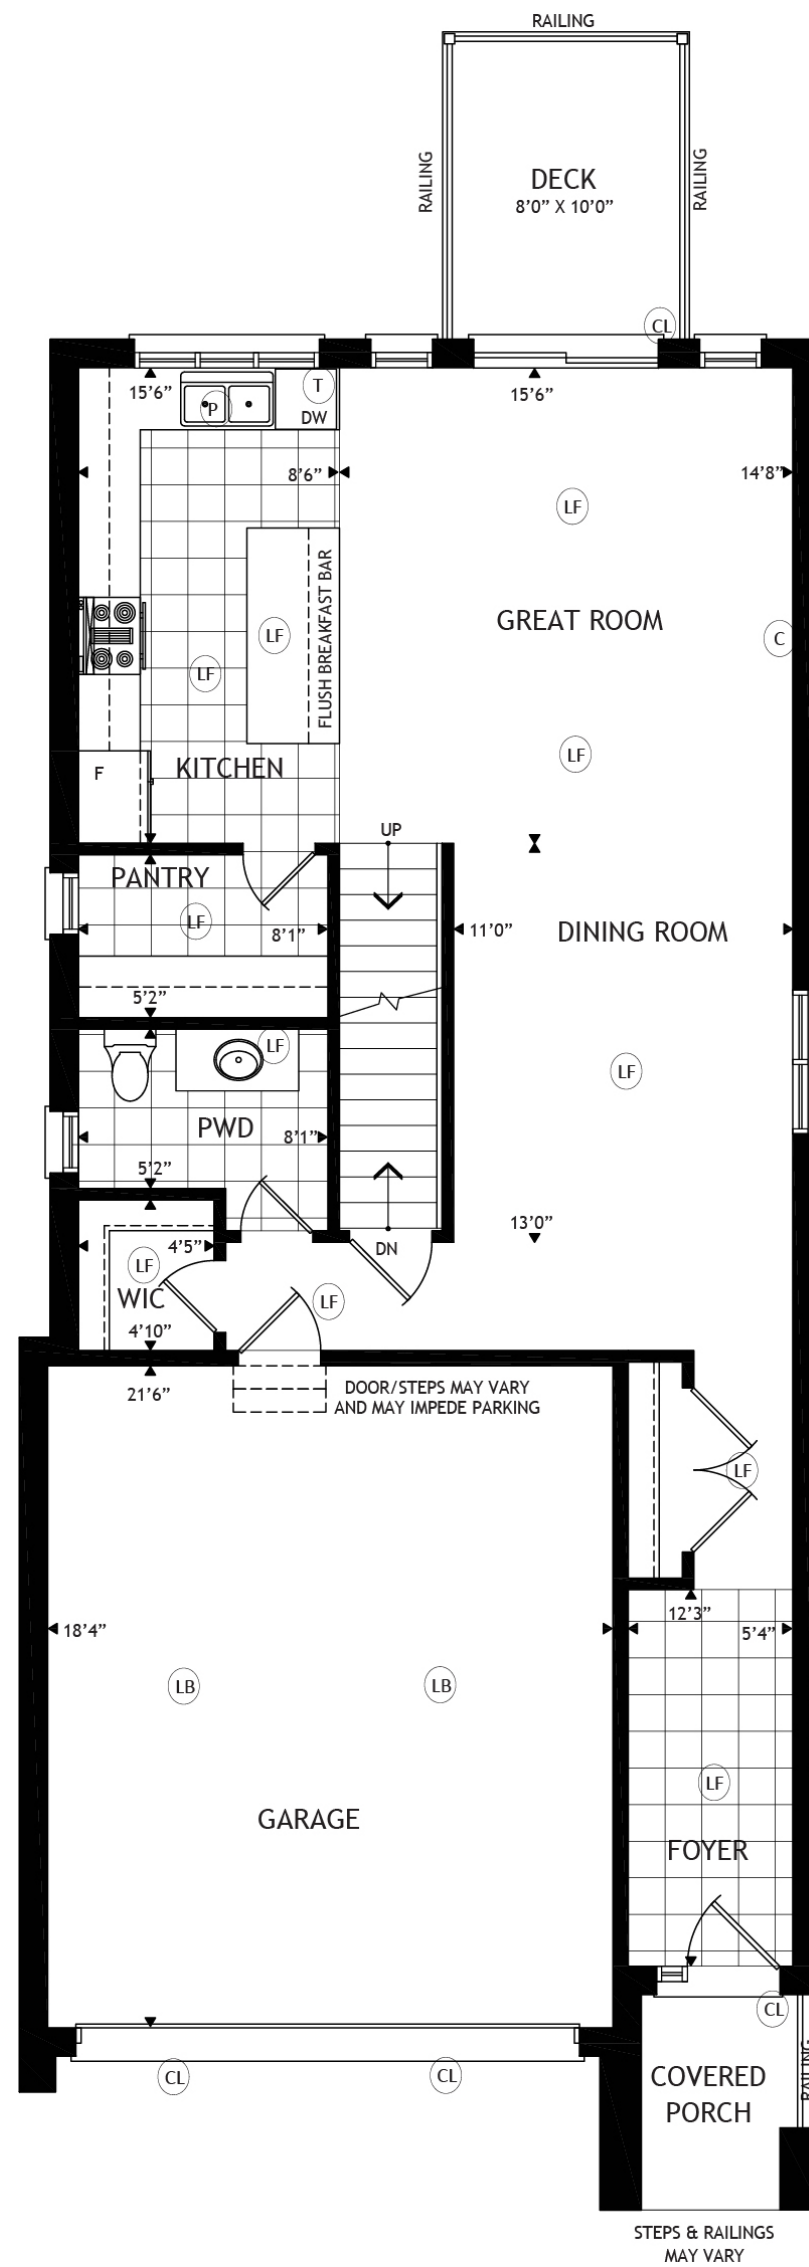 RAILING
RAILING
RAILING
DECK
8’0” X 10’0”
CL
15’6”
P
T
DW
15’6”
8’6”
14’8”
LF
FLUSH BREAKFAST BAR
GREAT ROOM
LF
C
LF
LF
F
KITCHEN
UP
PANTRY
LF
8’1”
11’0”
DINING ROOM
5’2”
LF
LF
PWD
8’1”
5’2”
13’0”
4’5”
DN
LF
WIC
LF
4’10”
21’6”
DOOR/STEPS MAY VARY
AND MAY IMPEDE PARKING
LF
12’3”
18’4”
5’4”
LB
LB
LF
GARAGE
FOYER
CL
CL
CL
COVERED
PORCH
RAILING
STEPS & RAILINGS
MAY VARY